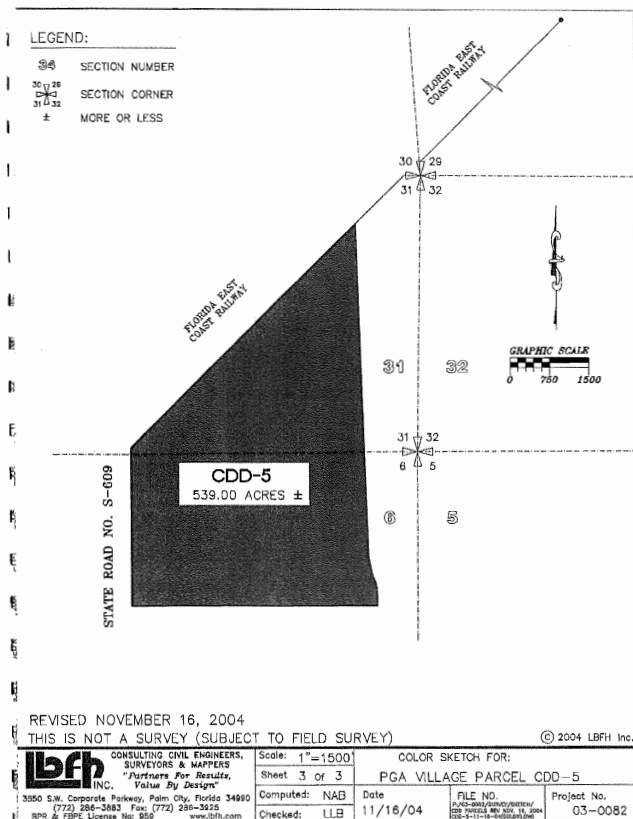 LEGEND:
34 SECTION NUMBER
30 29
31 32
SECTION CORNER
± MORE OR LESS
FLORIDA EAST
COAST RAILWAY
30 29
31 32
FLORIDA EAST
COAST RAILWAY
31 32
GRAPHIC SCALE
0 750 1500
31 32
6 5
CDD-5
539.00 ACRES ±
STATE ROAD NO. S-609
6 5
REVISED NOVEMBER 16, 2004
THIS IS NOT A SURVEY (SUBJECT TO FIELD SURVEY)
© 2004 LBFH Inc.
lbfh INC.
CONSULTING CIVIL ENGINEERS,
SURVEYORS & MAPPERS
"Partners For Results,
Value By Design"
3550 S.W. Corporate Parkway, Palm City, Florida 34990
(772) 286-3883 Fax: (772) 286-3925
BPR & FBPE License No: 959 www.lbfh.com
Scale: 1"=1500'
Sheet 3 of 3
Computed: NAB
Checked: LLB
COLOR SKETCH FOR:
PGA VILLAGE PARCEL CDD-5
Date
11/16/04
FILE NO.
Project No.
03-0082